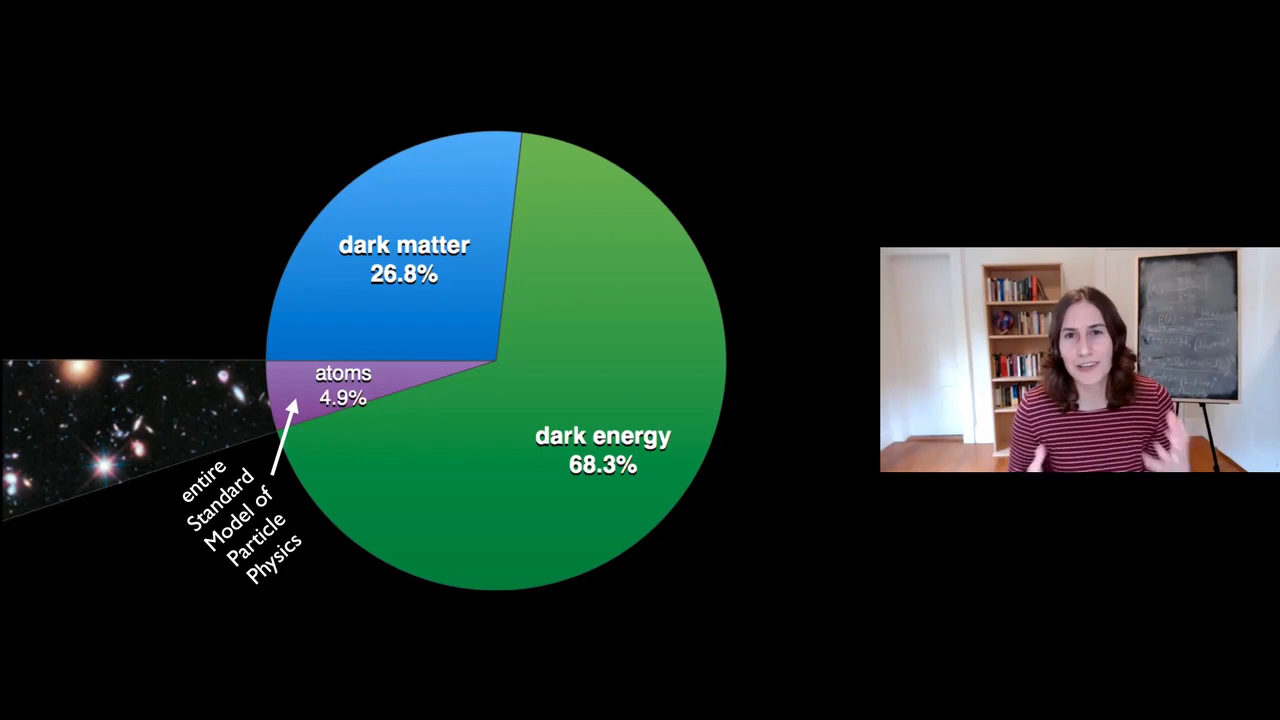 dark matter
26.8%
atoms
4.9%
dark energy
68.3%
entire
Standard
Model of
Particle
Physics